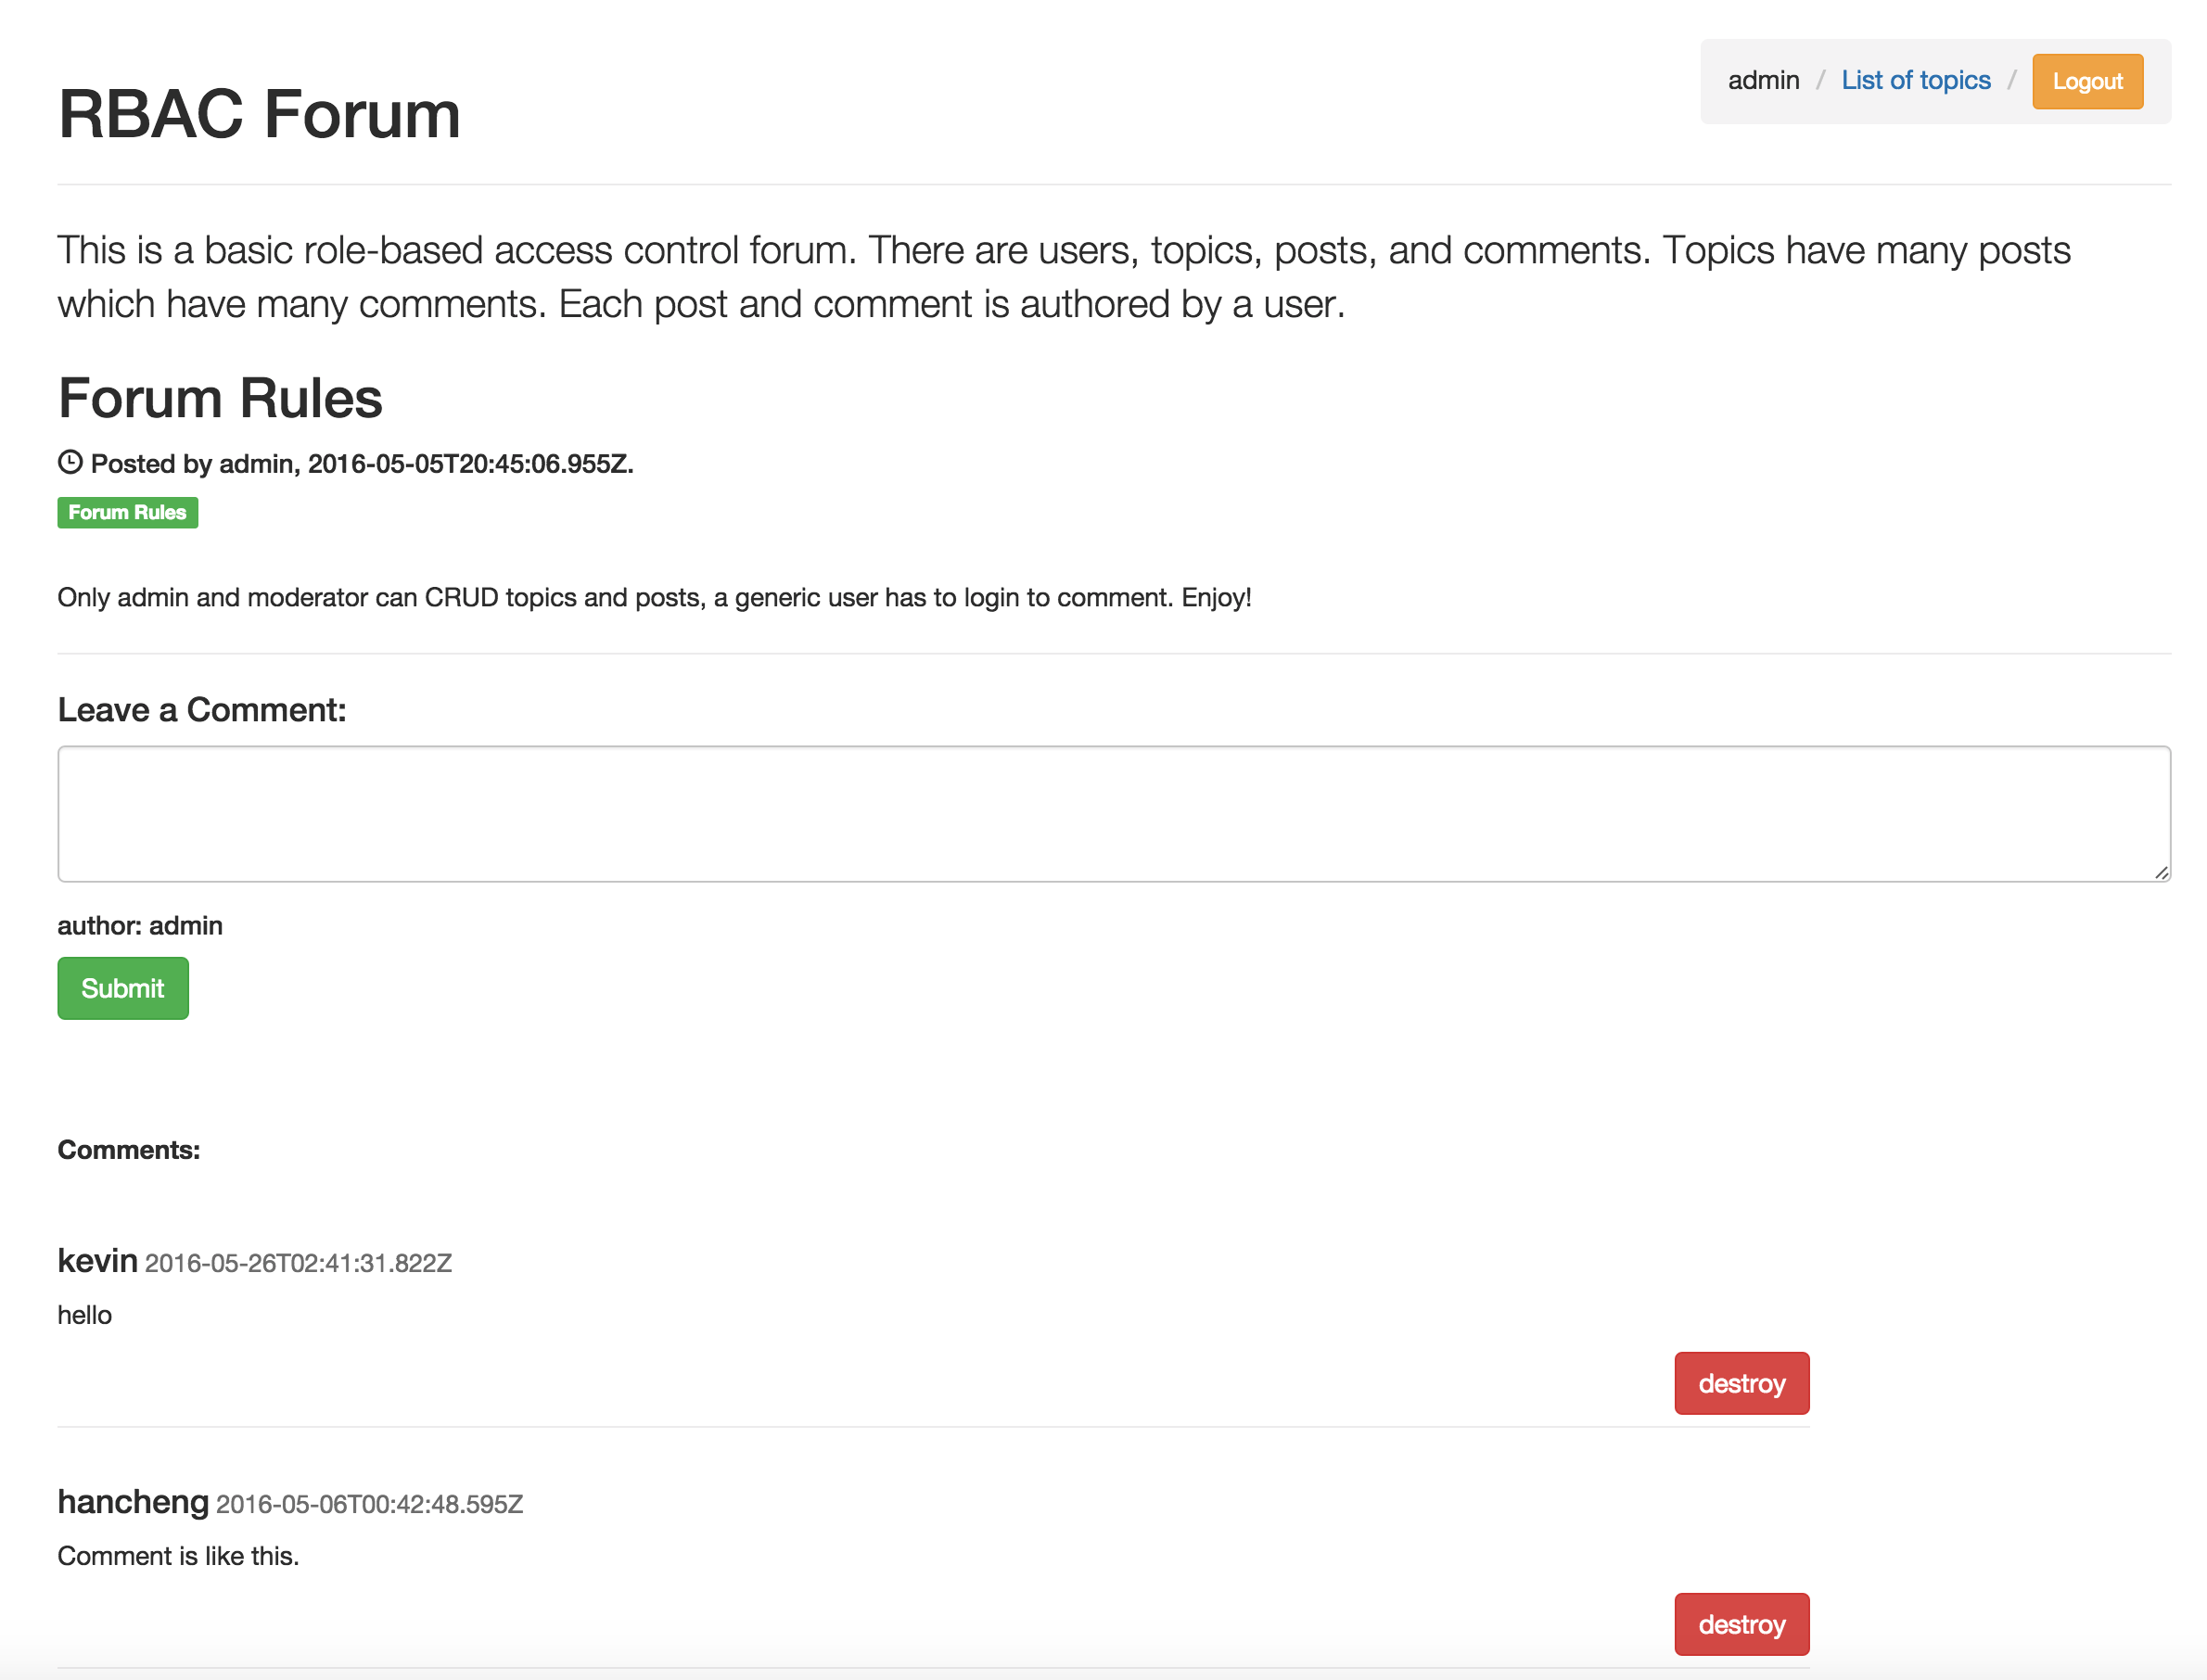 admin / List of topics / Logout
RBAC Forum
This is a basic role-based access control forum. There are users, topics, posts, and comments. Topics have many posts
which have many comments. Each post and comment is authored by a user.
Forum Rules
Posted by admin, 2016-05-05T20:45:06.955Z.
Forum Rules
Only admin and moderator can CRUD topics and posts, a generic user has to login to comment. Enjoy!
Leave a Comment:
author: admin
Submit
Comments:
kevin 2016-05-26T02:41:31.822Z
hello
destroy
hancheng 2016-05-06T00:42:48.595Z
Comment is like this.
destroy